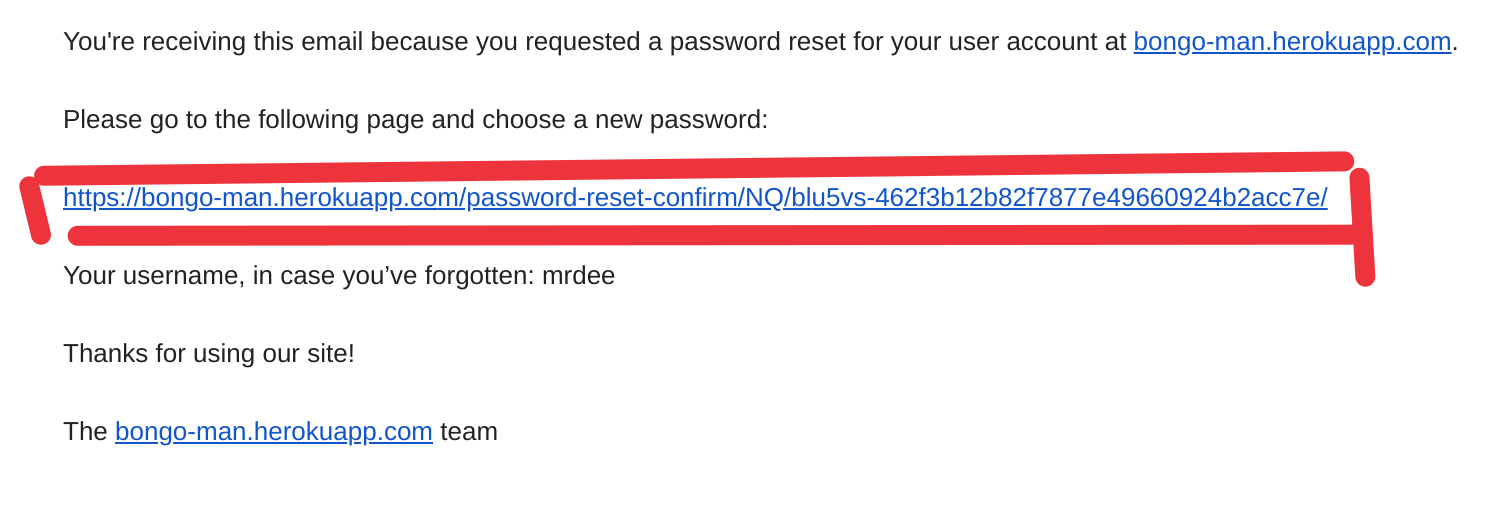 You're receiving this email because you requested a password reset for your user account at bongo-man.herokuapp.com.
Please go to the following page and choose a new password:
https://bongo-man.herokuapp.com/password-reset-confirm/NQ/blu5vs-462f3b12b82f7877e49660924b2acc7e/
Your username, in case you’ve forgotten: mrdee
Thanks for using our site!
The bongo-man.herokuapp.com team